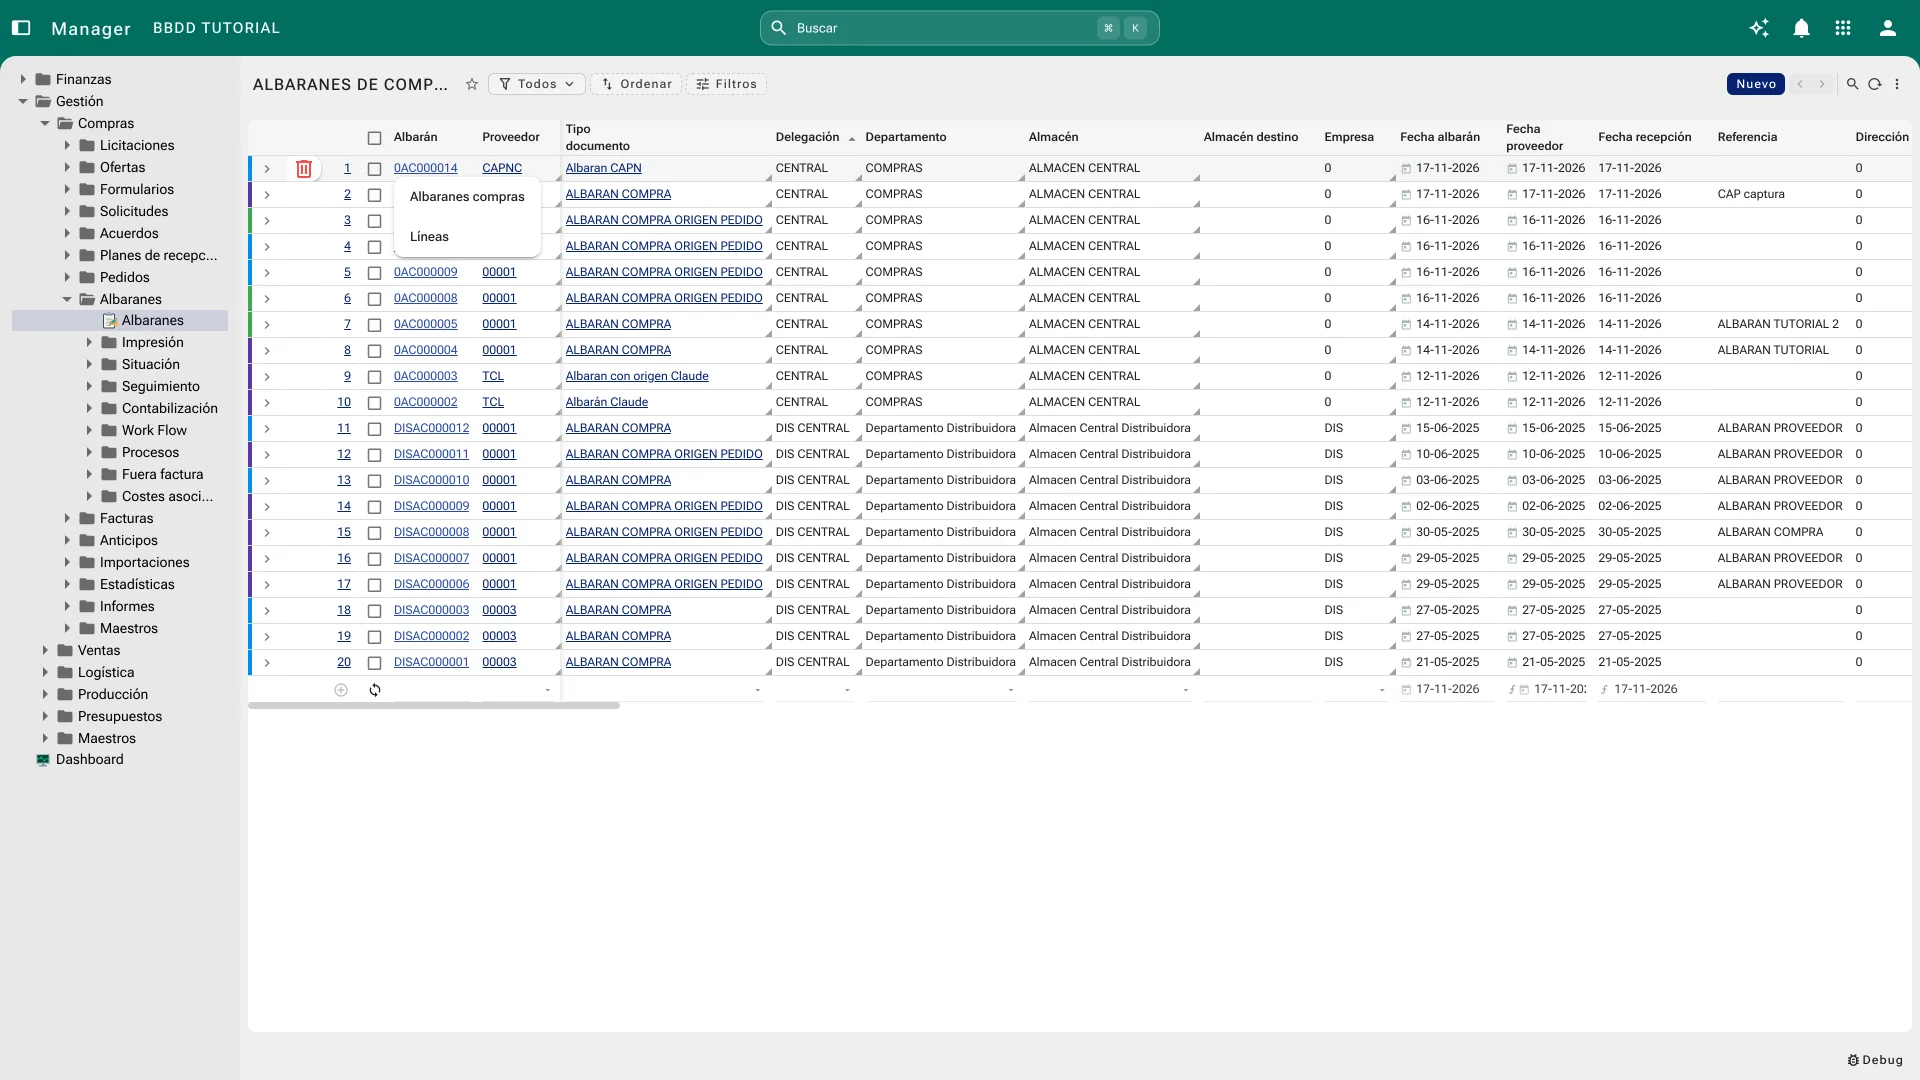 Manager BBDD TUTORIAL Buscar ⌘ K
Finanzas
Gestión
Compras
Licitaciones
Ofertas
Formularios
Solicitudes
Acuerdos
Planes de recepc...
Pedidos
Albaranes
Albaranes
Impresión
Situación
Seguimiento
Contabilización
Work Flow
Procesos
Fuera factura
Costes asoci...
Facturas
Anticipos
Importaciones
Estadísticas
Informes
Maestros
Ventas
Logística
Producción
Presupuestos
Maestros
Dashboard
ALBARANES DE COMP... Todos Ordenar Filtros Nuevo
Albarán Proveedor Tipo documento Delegación Departamento Almacén Almacén destino Empresa Fecha albarán Fecha proveedor Fecha recepción Referencia Dirección
1 0AC000014 CAPNC Albaran CAPN CENTRAL COMPRAS ALMACEN CENTRAL 0 17-11-2026 17-11-2026 17-11-2026 0
Albaranes compras
Líneas
2 ALBARAN COMPRA CENTRAL COMPRAS ALMACEN CENTRAL 0 17-11-2026 17-11-2026 17-11-2026 CAP captura 0
3 ALBARAN COMPRA ORIGEN PEDIDO CENTRAL COMPRAS ALMACEN CENTRAL 0 16-11-2026 16-11-2026 16-11-2026 0
4 ALBARAN COMPRA ORIGEN PEDIDO CENTRAL COMPRAS ALMACEN CENTRAL 0 16-11-2026 16-11-2026 16-11-2026 0
5 0AC000009 00001 ALBARAN COMPRA ORIGEN PEDIDO CENTRAL COMPRAS ALMACEN CENTRAL 0 16-11-2026 16-11-2026 16-11-2026 0
6 0AC000008 00001 ALBARAN COMPRA ORIGEN PEDIDO CENTRAL COMPRAS ALMACEN CENTRAL 0 16-11-2026 16-11-2026 16-11-2026 0
7 0AC000005 00001 ALBARAN COMPRA CENTRAL COMPRAS ALMACEN CENTRAL 0 14-11-2026 14-11-2026 14-11-2026 ALBARAN TUTORIAL 2 0
8 0AC000004 00001 ALBARAN COMPRA CENTRAL COMPRAS ALMACEN CENTRAL 0 14-11-2026 14-11-2026 14-11-2026 ALBARAN TUTORIAL 0
9 0AC000003 TCL Albaran con origen Claude CENTRAL COMPRAS ALMACEN CENTRAL 0 12-11-2026 12-11-2026 12-11-2026 0
10 0AC000002 TCL Albarán Claude CENTRAL COMPRAS ALMACEN CENTRAL 0 12-11-2026 12-11-2026 12-11-2026 0
11 DISAC000012 00001 ALBARAN COMPRA DIS CENTRAL Departamento Distribuidora Almacen Central Distribuidora DIS 15-06-2025 15-06-2025 15-06-2025 ALBARAN PROVEEDOR 0
12 DISAC000011 00001 ALBARAN COMPRA ORIGEN PEDIDO DIS CENTRAL Departamento Distribuidora Almacen Central Distribuidora DIS 10-06-2025 10-06-2025 10-06-2025 ALBARAN PROVEEDOR 0
13 DISAC000010 00001 ALBARAN COMPRA DIS CENTRAL Departamento Distribuidora Almacen Central Distribuidora DIS 03-06-2025 03-06-2025 03-06-2025 ALBARAN PROVEEDOR 0
14 DISAC000009 00001 ALBARAN COMPRA ORIGEN PEDIDO DIS CENTRAL Departamento Distribuidora Almacen Central Distribuidora DIS 02-06-2025 02-06-2025 02-06-2025 ALBARAN PROVEEDOR 0
15 DISAC000008 00001 ALBARAN COMPRA ORIGEN PEDIDO DIS CENTRAL Departamento Distribuidora Almacen Central Distribuidora DIS 30-05-2025 30-05-2025 30-05-2025 ALBARAN COMPRA 0
16 DISAC000007 00001 ALBARAN COMPRA ORIGEN PEDIDO DIS CENTRAL Departamento Distribuidora Almacen Central Distribuidora DIS 29-05-2025 29-05-2025 29-05-2025 ALBARAN PROVEEDOR 0
17 DISAC000006 00001 ALBARAN COMPRA ORIGEN PEDIDO DIS CENTRAL Departamento Distribuidora Almacen Central Distribuidora DIS 29-05-2025 29-05-2025 29-05-2025 ALBARAN PROVEEDOR 0
18 DISAC000003 00003 ALBARAN COMPRA DIS CENTRAL Departamento Distribuidora Almacen Central Distribuidora DIS 27-05-2025 27-05-2025 27-05-2025 0
19 DISAC000002 00003 ALBARAN COMPRA DIS CENTRAL Departamento Distribuidora Almacen Central Distribuidora DIS 27-05-2025 27-05-2025 27-05-2025 0
20 DISAC000001 00003 ALBARAN COMPRA DIS CENTRAL Departamento Distribuidora Almacen Central Distribuidora DIS 21-05-2025 21-05-2025 21-05-2025 0
17-11-2026 17-11-202 17-11-2026
Debug